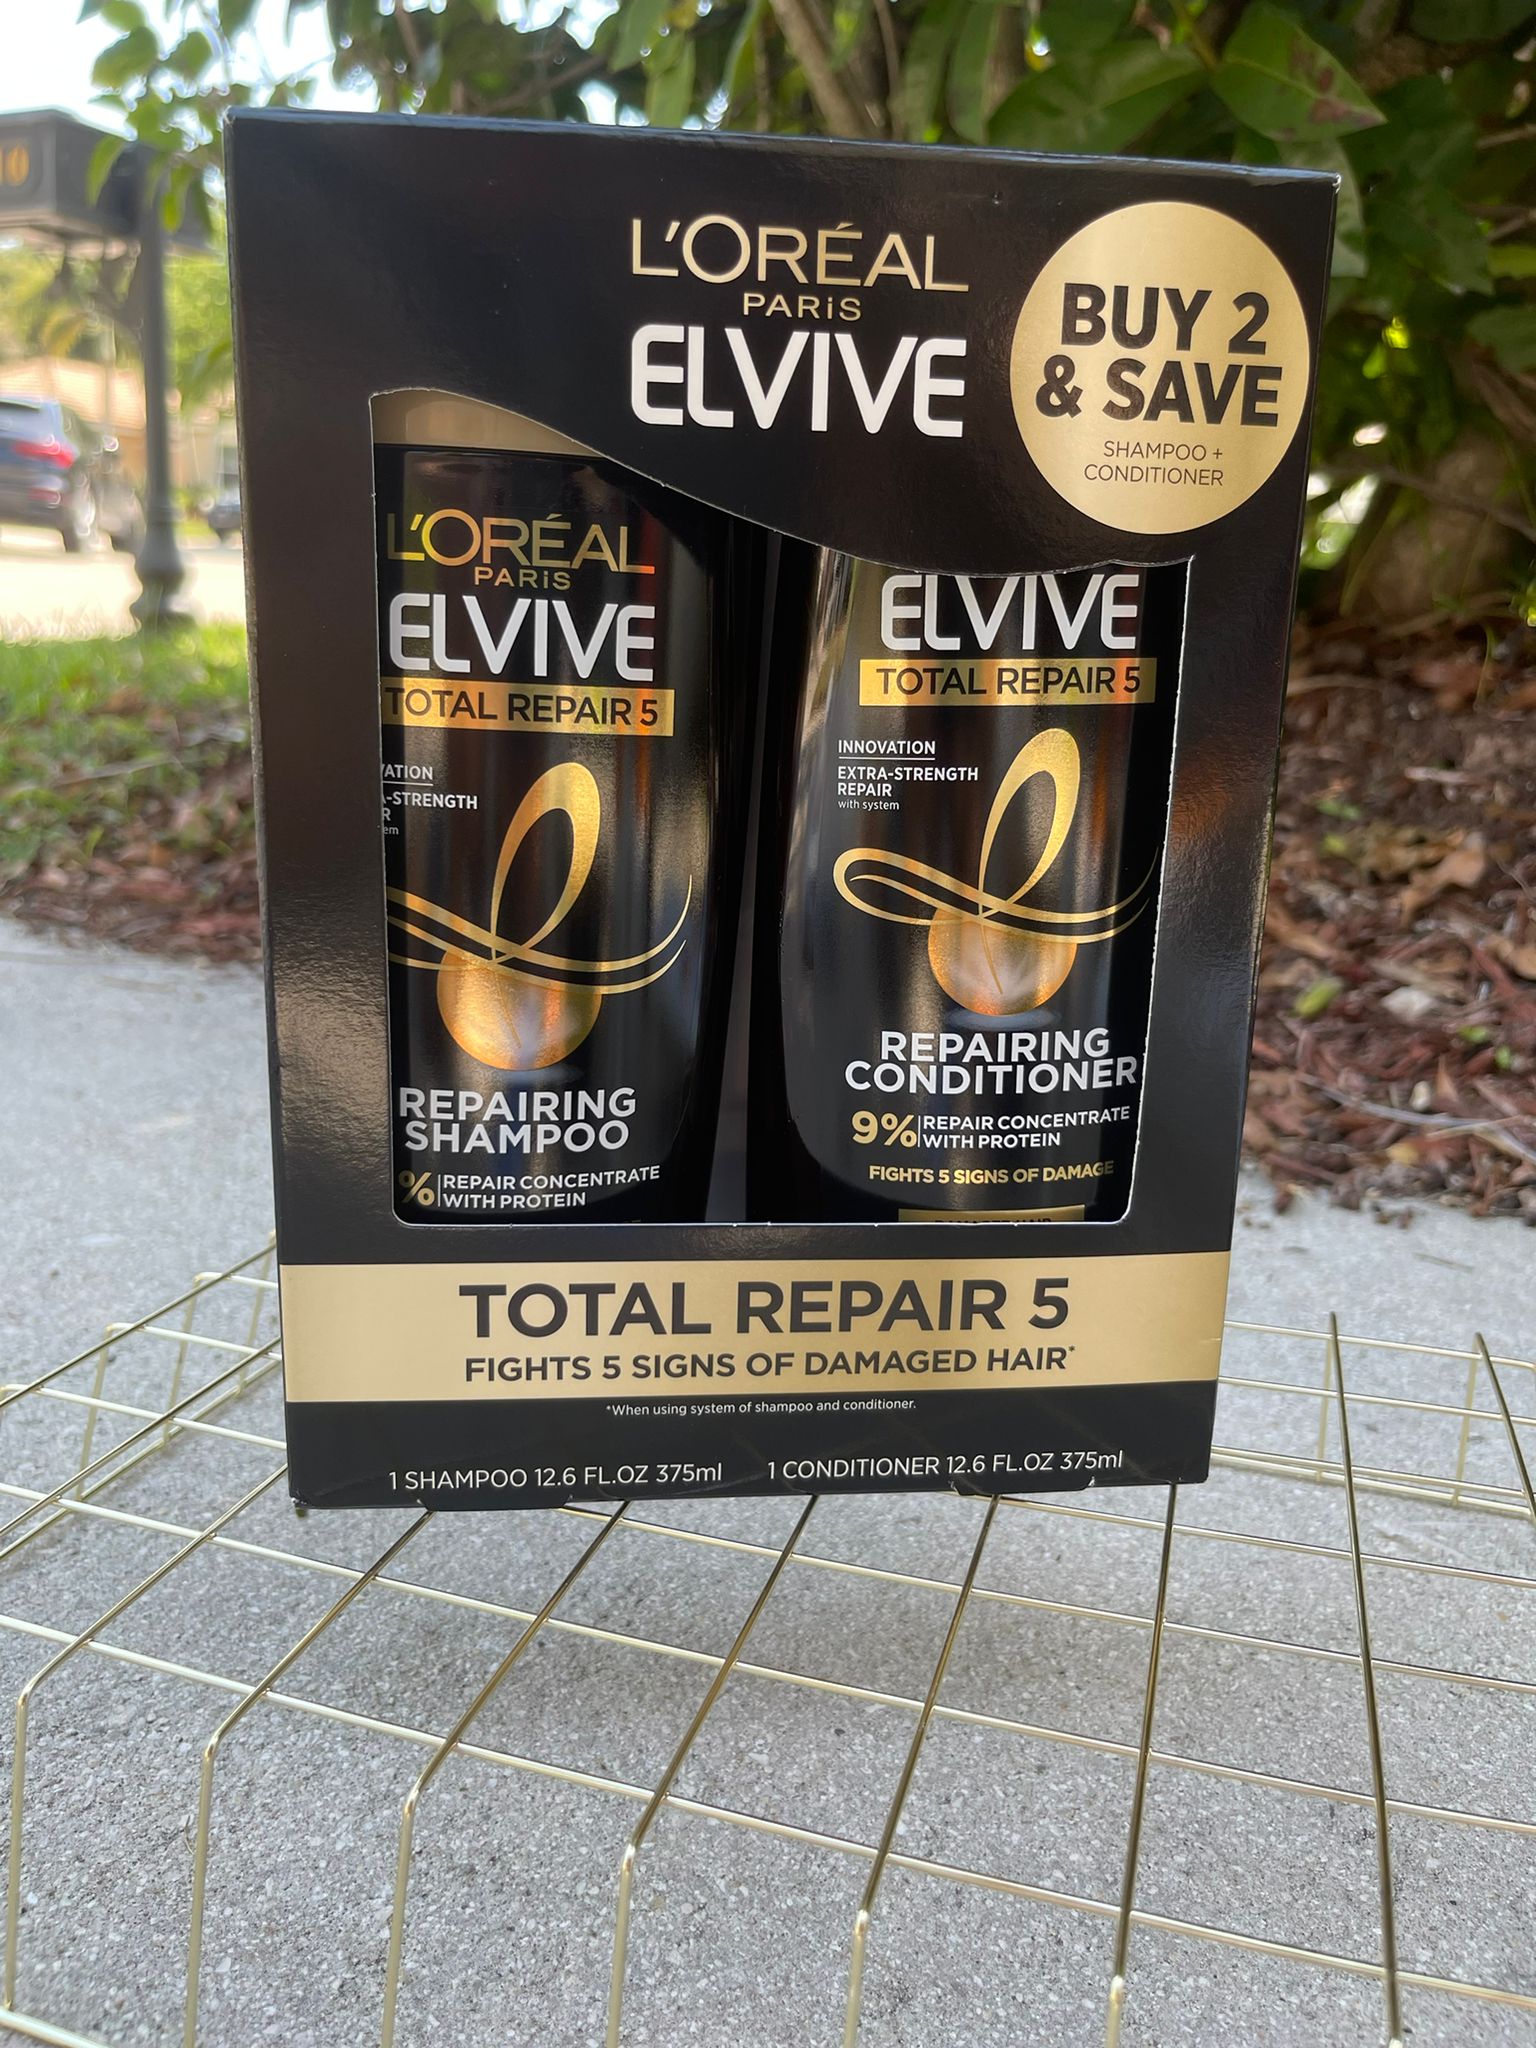 L'ORÉAL
PARIS
ELVIVE
BUY 2
& SAVE
SHAMPOO +
CONDITIONER
L'ORÉAL
PARIS
ELVIVE
TOTAL REPAIR 5
VATION
-STRENGTH
R
em
REPAIRING
SHAMPOO
% REPAIR CONCENTRATE
WITH PROTEIN
ELVIVE
TOTAL REPAIR 5
INNOVATION
EXTRA-STRENGTH
REPAIR
with system
REPAIRING
CONDITIONER
9% REPAIR CONCENTRATE
WITH PROTEIN
FIGHTS 5 SIGNS OF DAMAGE
TOTAL REPAIR 5
FIGHTS 5 SIGNS OF DAMAGED HAIR*
*When using system of shampoo and conditioner.
1 SHAMPOO 12.6 FL.OZ 375ml
1 CONDITIONER 12.6 FL.OZ 375ml